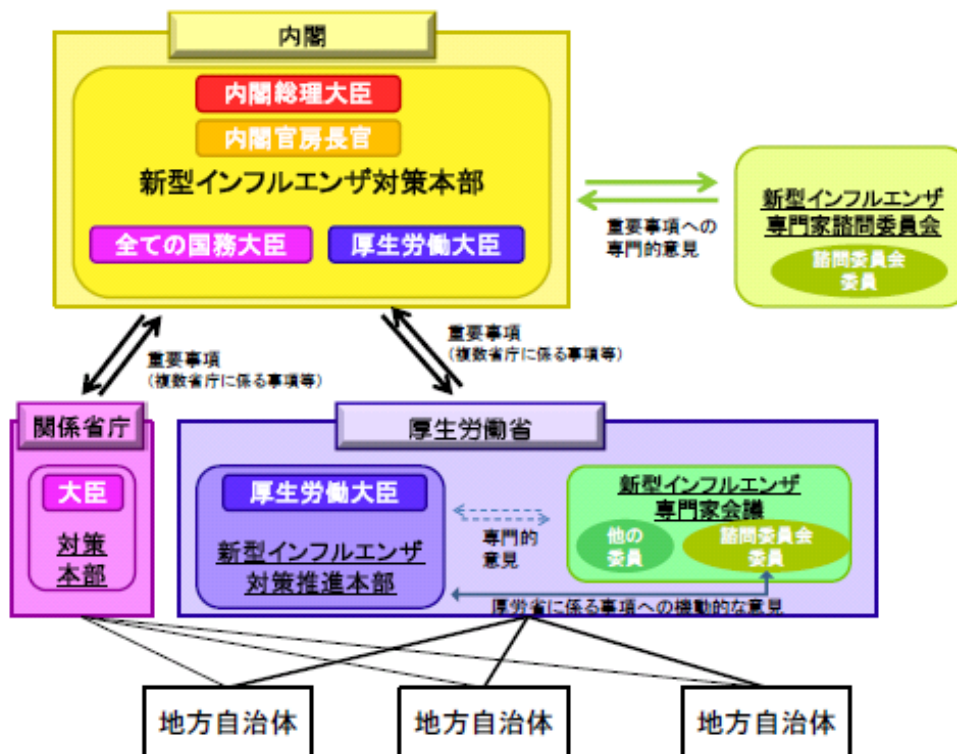 内閣
内閣総理大臣
内閣官房長官
新型インフルエンザ対策本部
全ての国務大臣
厚生労働大臣
重要事項への
専門的意見
新型インフルエンザ
専門家諮問委員会
諮問委員会
委員
重要事項
（複数省庁に係る事項等）
重要事項
（複数省庁に係る事項等）
関係省庁
大臣
対策
本部
厚生労働省
厚生労働大臣
新型インフルエンザ
対策推進本部
専門的
意見
新型インフルエンザ
専門家会議
他の
委員
諮問委員会
委員
厚労省に係る事項への機動的な意見
地方自治体
地方自治体
地方自治体